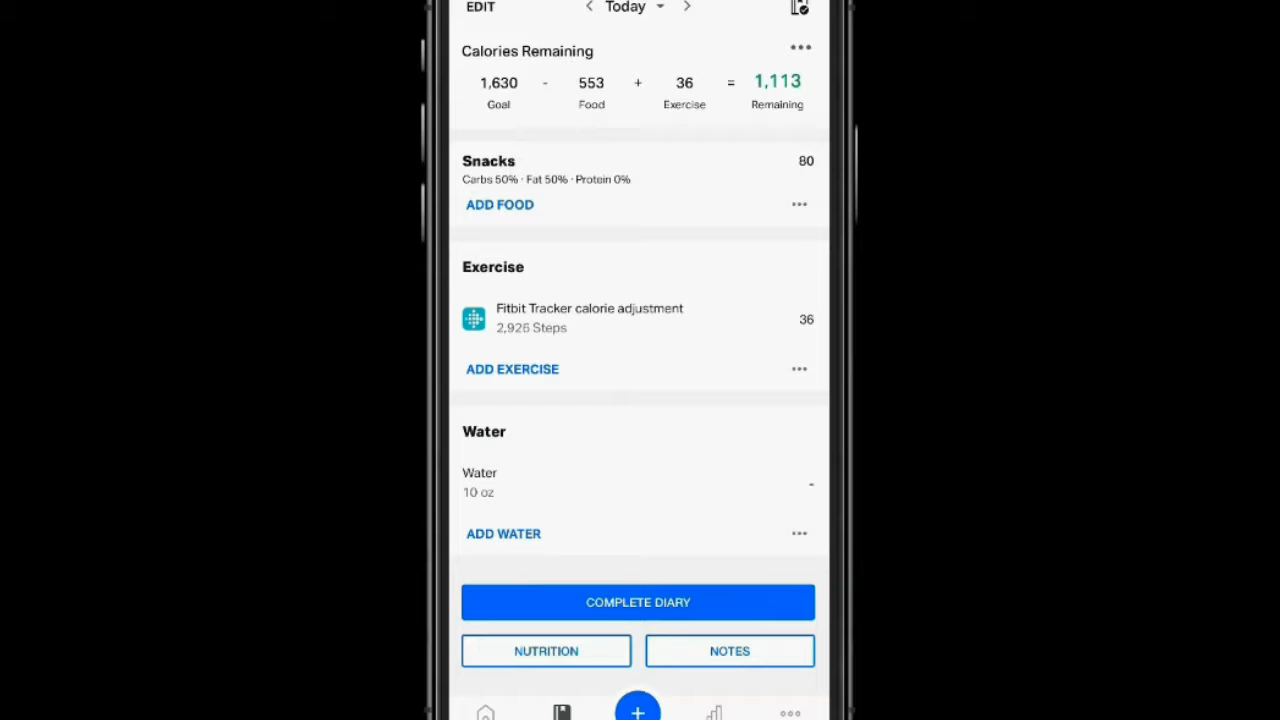 EDIT Today
Calories Remaining
1,630 - 553 + 36 = 1,113
Goal Food Exercise Remaining
Snacks 80
Carbs 50% · Fat 50% · Protein 0%
ADD FOOD
Exercise
Fitbit Tracker calorie adjustment
2,926 Steps
36
ADD EXERCISE
Water
Water
10 oz
-
ADD WATER
COMPLETE DIARY
NUTRITION NOTES